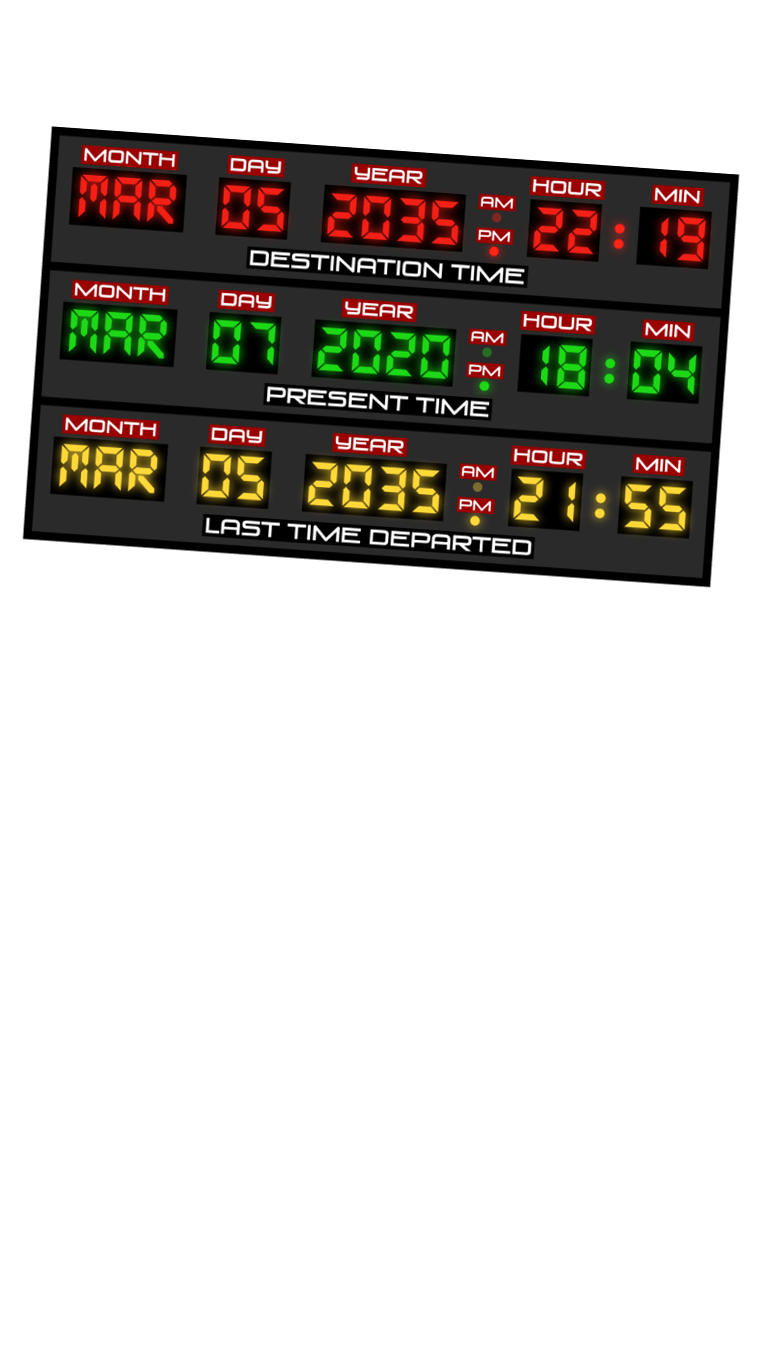 MONTH DAY YEAR AM PM HOUR MIN
MAR 05 2035 22:19
DESTINATION TIME
MONTH DAY YEAR AM PM HOUR MIN
MAR 07 2020 18:04
PRESENT TIME
MONTH DAY YEAR AM PM HOUR MIN
MAR 05 2035 21:55
LAST TIME DEPARTED